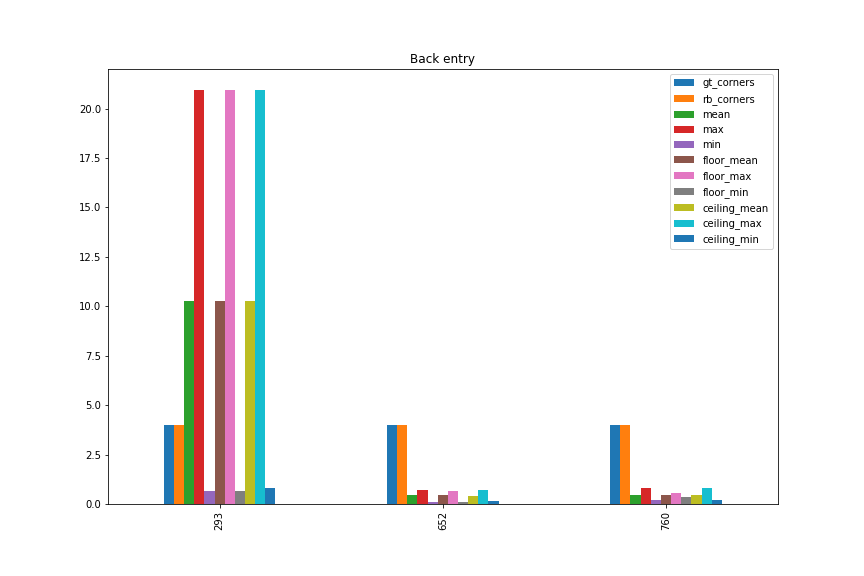 Back entry
gt_corners
rb_corners
mean
max
min
floor_mean
floor_max
floor_min
ceiling_mean
ceiling_max
ceiling_min
20.0
17.5
15.0
12.5
10.0
7.5
5.0
2.5
0.0
293
652
760